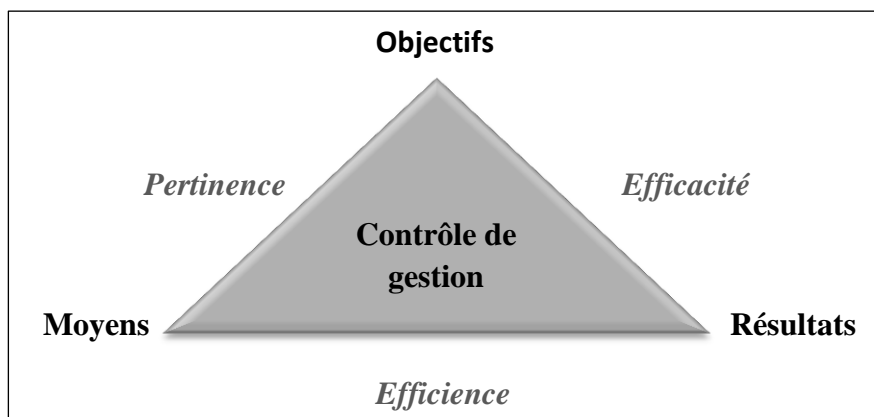 Objectifs
Pertinence
Efficacité
Contrôle de
gestion
Moyens
Résultats
Efficience